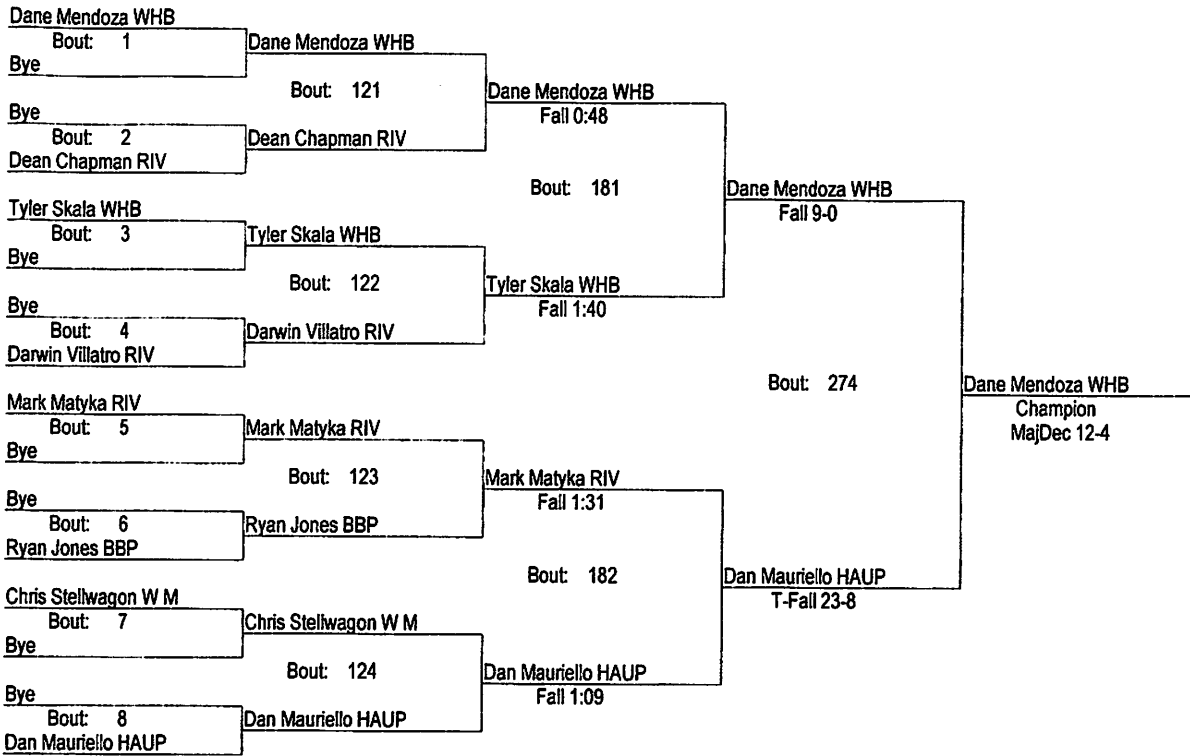 Dane Mendoza WHB
Bout: 1
Bye
Dane Mendoza WHB
Bout: 121
Bye
Bout: 2
Dean Chapman RIV
Dean Chapman RIV
Dane Mendoza WHB
Fall 0:48
Bout: 181
Tyler Skala WHB
Bout: 3
Bye
Tyler Skala WHB
Bout: 122
Bye
Bout: 4
Darwin Villatro RIV
Darwin Villatro RIV
Tyler Skala WHB
Fall 1:40
Dane Mendoza WHB
Fall 9-0
Bout: 274
Mark Matyka RIV
Bout: 5
Bye
Mark Matyka RIV
Bout: 123
Bye
Bout: 6
Ryan Jones BBP
Ryan Jones BBP
Mark Matyka RIV
Fall 1:31
Bout: 182
Chris Stellwagon W M
Bout: 7
Bye
Chris Stellwagon W M
Bout: 124
Bye
Bout: 8
Dan Mauriello HAUP
Dan Mauriello HAUP
Dan Mauriello HAUP
Fall 1:09
Dan Mauriello HAUP
T-Fall 23-8
Dane Mendoza WHB
Champion
MajDec 12-4